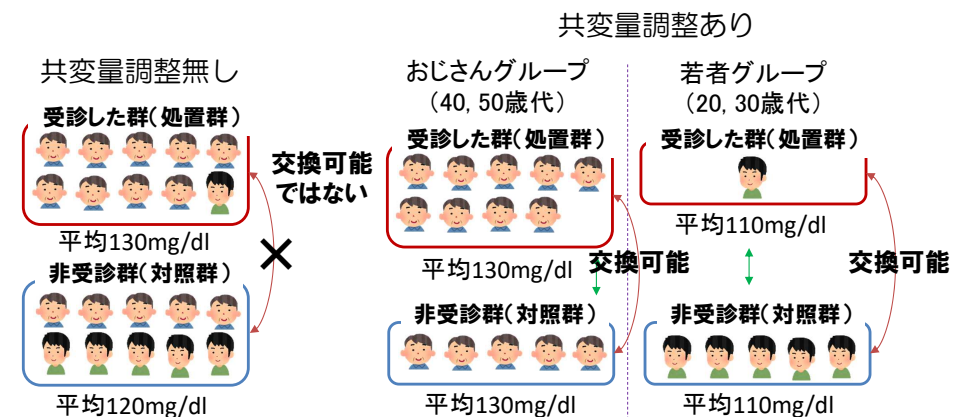 共変量調整無し
受診した群(処置群)
平均130mg/dl
非受診群(対照群)
平均120mg/dl
交換可能
ではない
×
共変量調整あり
おじさんグループ
(40, 50歳代)
受診した群(処置群)
平均130mg/dl
交換可能
非受診群(対照群)
平均130mg/dl
若者グループ
(20, 30歳代)
受診した群(処置群)
平均110mg/dl
交換可能
非受診群(対照群)
平均110mg/dl